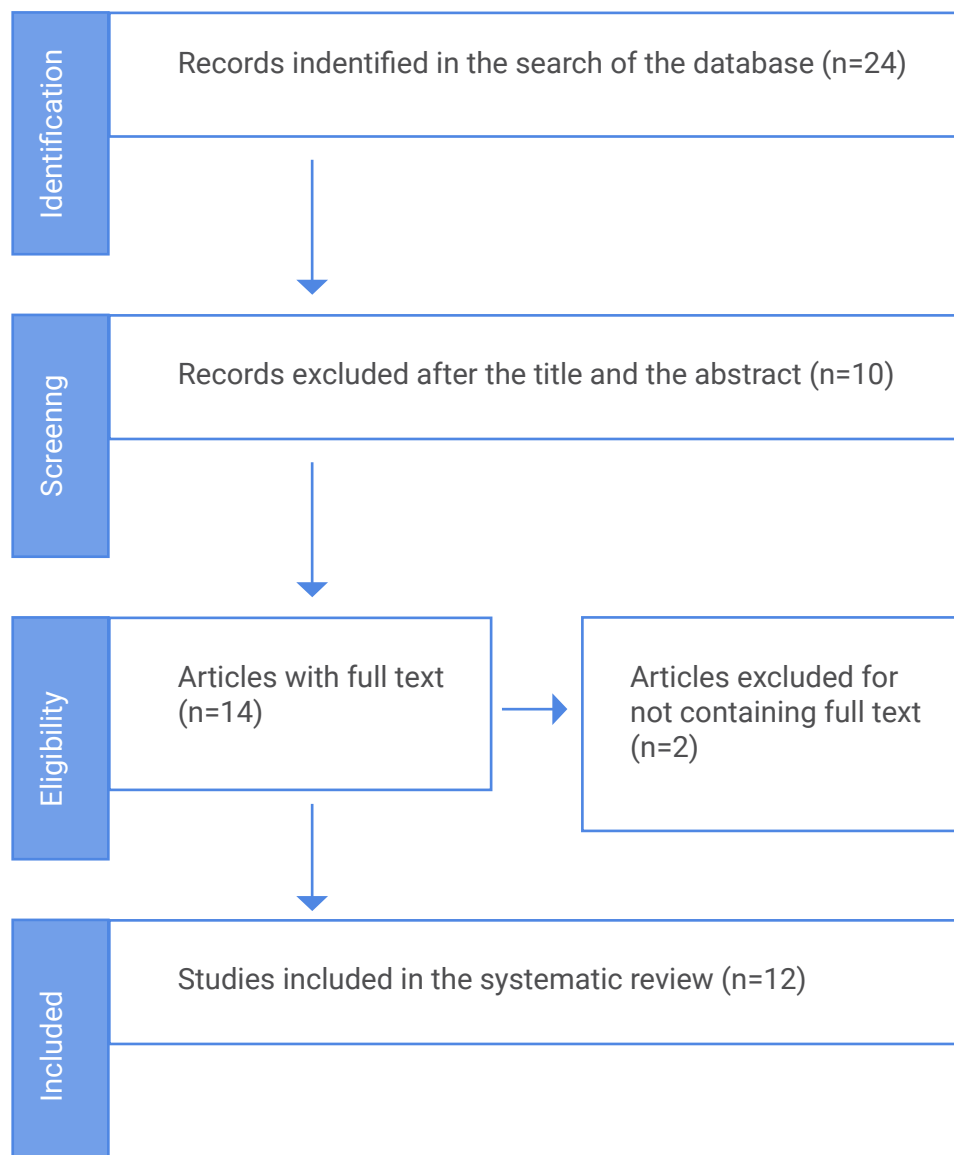 Identification
Records indentified in the search of the database (n=24)
Screenng
Records excluded after the title and the abstract (n=10)
Eligibility
Articles with full text
(n=14)
Articles excluded for
not containing full text
(n=2)
Included
Studies included in the systematic review (n=12)